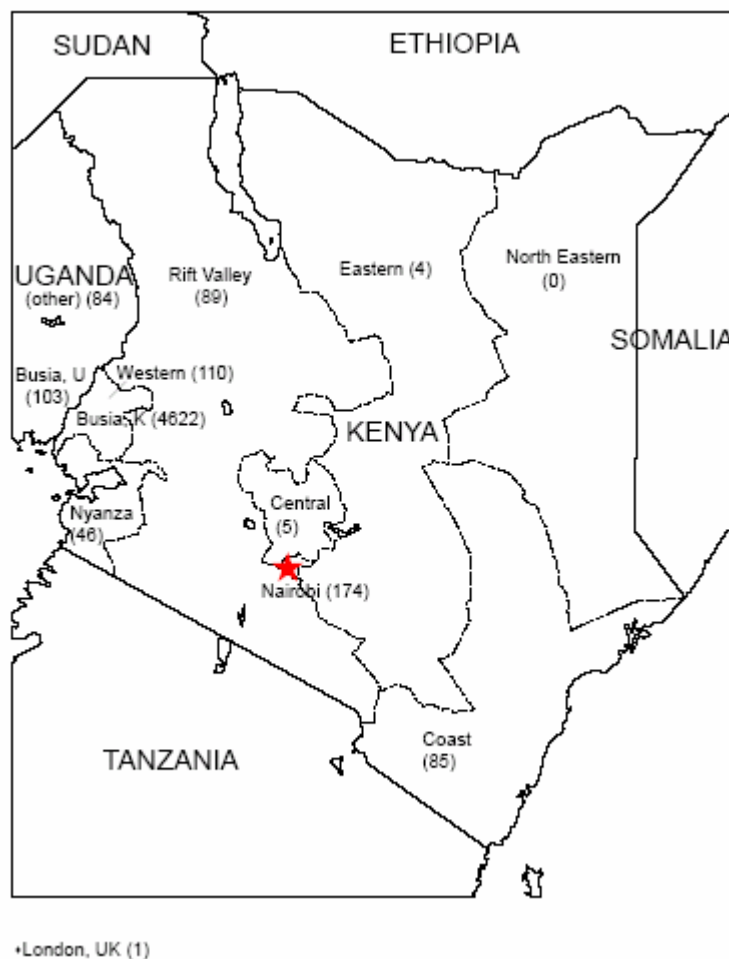 SUDAN
ETHIOPIA
UGANDA
(other) (84)
Rift Valley
(89)
Eastern (4)
North Eastern
(0)
SOMALIA
Busia, U
(103)
Western (110)
Busia, K (4622)
KENYA
Nyanza
(46)
Central
(5)
Nairobi (174)
TANZANIA
Coast
(85)
London, UK (1)